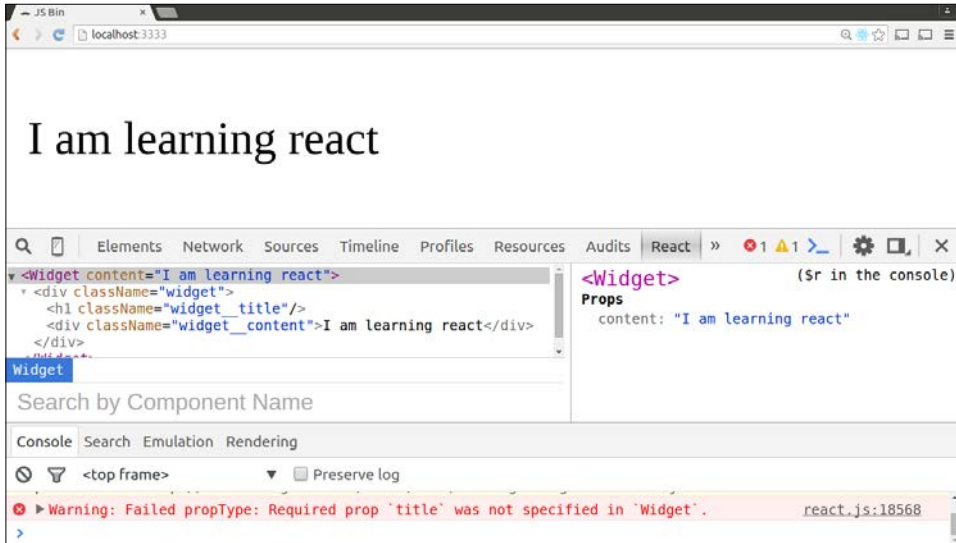 JS Bin
localhost:3333
I am learning react
Elements Network Sources Timeline Profiles Resources Audits React » 1 1
<Widget content="I am learning react">
<div className="widget">
<h1 className="widget__title"/>
<div className="widget__content">I am learning react</div>
</div>
</Widget>
Widget
Search by Component Name
<Widget> ($r in the console)
Props
content: "I am learning react"
Console Search Emulation Rendering
<top frame> Preserve log
Warning: Failed propType: Required prop `title` was not specified in `Widget`. react.js:18568